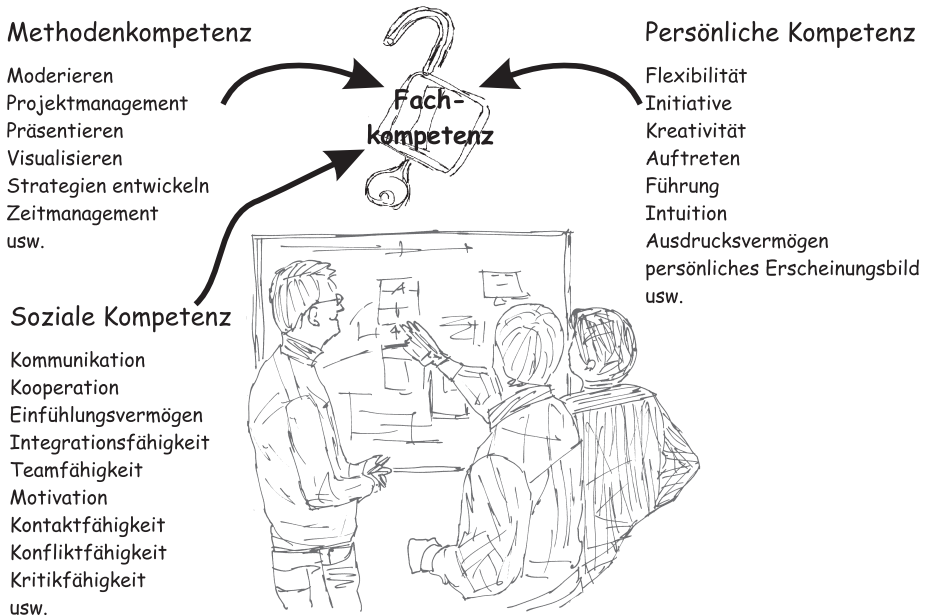 Methodenkompetenz
Moderieren
Projektmanagement
Präsentieren
Visualisieren
Strategien entwickeln
Zeitmanagement
usw.
Fach-
kompetenz
Persönliche Kompetenz
Flexibilität
Initiative
Kreativität
Auftreten
Führung
Intuition
Ausdrucksvermögen
persönliches Erscheinungsbild
usw.
Soziale Kompetenz
Kommunikation
Kooperation
Einfühlungsvermögen
Integrationsfähigkeit
Teamfähigkeit
Motivation
Kontaktfähigkeit
Konfliktfähigkeit
Kritikfähigkeit
usw.